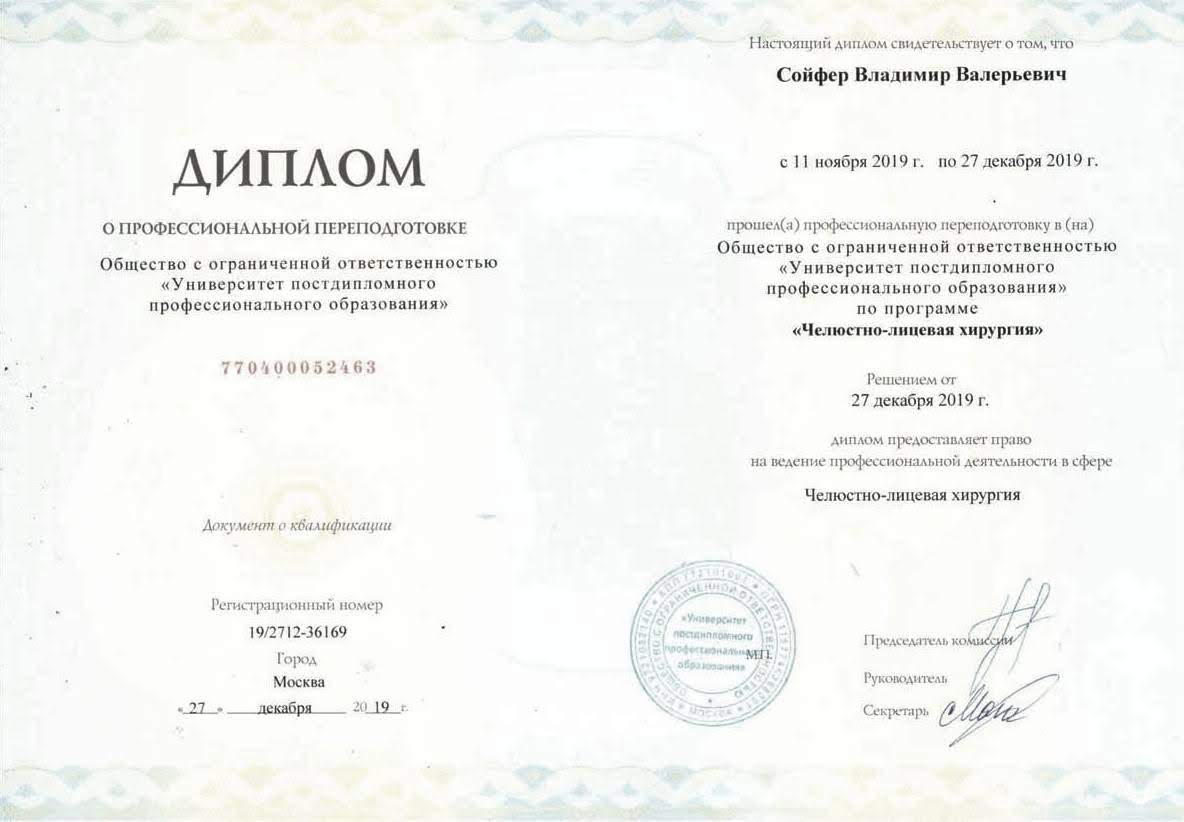 ДИПЛОМ
О ПРОФЕССИОНАЛЬНОЙ ПЕРЕПОДГОТОВКЕ
Общество с ограниченной ответственностью
«Университет постдипломного
профессионального образования»
770400052463
Документ о квалификации
Регистрационный номер
19/2712-36169
Город
Москва
« 27 » декабря 20 19 г.
Настоящий диплом свидетельствует о том, что
Сойфер Владимир Валерьевич
с 11 ноября 2019 г. по 27 декабря 2019 г.
прошел(а) профессиональную переподготовку в (на)
Общество с ограниченной ответственностью
«Университет постдипломного
профессионального образования»
по программе
«Челюстно-лицевая хирургия»
Решением от
27 декабря 2019 г.
диплом предоставляет право
на ведение профессиональной деятельности в сфере
Челюстно-лицевая хирургия
М.П.
Председатель комиссии
Руководитель
Секретарь
ОБЩЕСТВО С ОГРАНИЧЕННОЙ ОТВЕТСТВЕННОСТЬЮ
МОСКВА
«Университет
постдипломного
профессионального
образования»